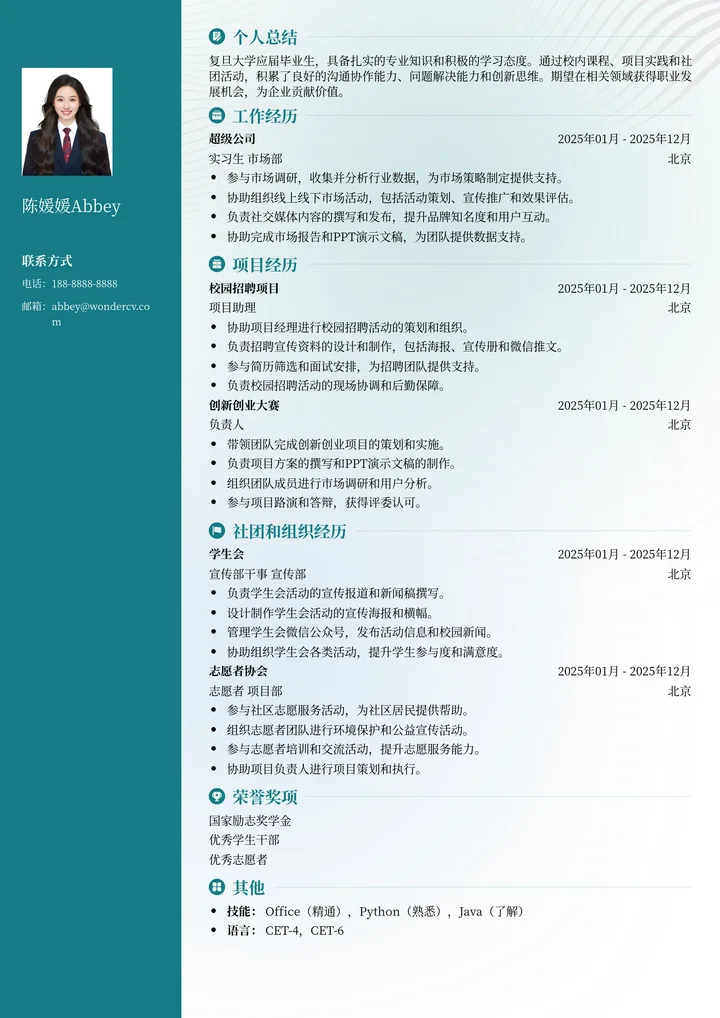 陈媛媛Abbey
联系方式
电话：188-8888-8888
邮箱：abbey@wondercv.co
m
个人总结
复旦大学应届毕业生，具备扎实的专业知识和积极的学习态度。通过校内课程、项目实践和社
团活动，积累了良好的沟通协作能力、问题解决能力和创新思维。期望在相关领域获得职业发
展机会，为企业贡献价值。
工作经历
超级公司 2025年01月 - 2025年12月
实习生 市场部 北京
• 参与市场调研，收集并分析行业数据，为市场策略制定提供支持。
• 协助组织线上线下市场活动，包括活动策划、宣传推广和效果评估。
• 负责社交媒体内容的撰写和发布，提升品牌知名度和用户互动。
• 协助完成市场报告和PPT演示文稿，为团队提供数据支持。
项目经历
校园招聘项目 2025年01月 - 2025年12月
项目助理 北京
• 协助项目经理进行校园招聘活动的策划和组织。
• 负责招聘宣传资料的设计和制作，包括海报、宣传册和微信推文。
• 参与简历筛选和面试安排，为招聘团队提供支持。
• 负责校园招聘活动的现场协调和后勤保障。
创新创业大赛 2025年01月 - 2025年12月
负责人 北京
• 带领团队完成创新创业项目的策划和实施。
• 负责项目方案的撰写和PPT演示文稿的制作。
• 组织团队成员进行市场调研和用户分析。
• 参与项目路演和答辩，获得评委认可。
社团和组织经历
学生会 2025年01月 - 2025年12月
宣传部干事 宣传部 北京
• 负责学生会活动的宣传报道和新闻稿撰写。
• 设计制作学生会活动的宣传海报和横幅。
• 管理学生会微信公众号，发布活动信息和校园新闻。
• 协助组织学生会各类活动，提升学生参与度和满意度。
志愿者协会 2025年01月 - 2025年12月
志愿者 项目部 北京
• 参与社区志愿服务活动，为社区居民提供帮助。
• 组织志愿者团队进行环境保护和公益宣传活动。
• 参与志愿者培训和交流活动，提升志愿服务能力。
• 协助项目负责人进行项目策划和执行。
荣誉奖项
国家励志奖学金
优秀学生干部
优秀志愿者
其他
• 技能： Office（精通），Python（熟悉），Java（了解）
• 语言： CET-4，CET-6